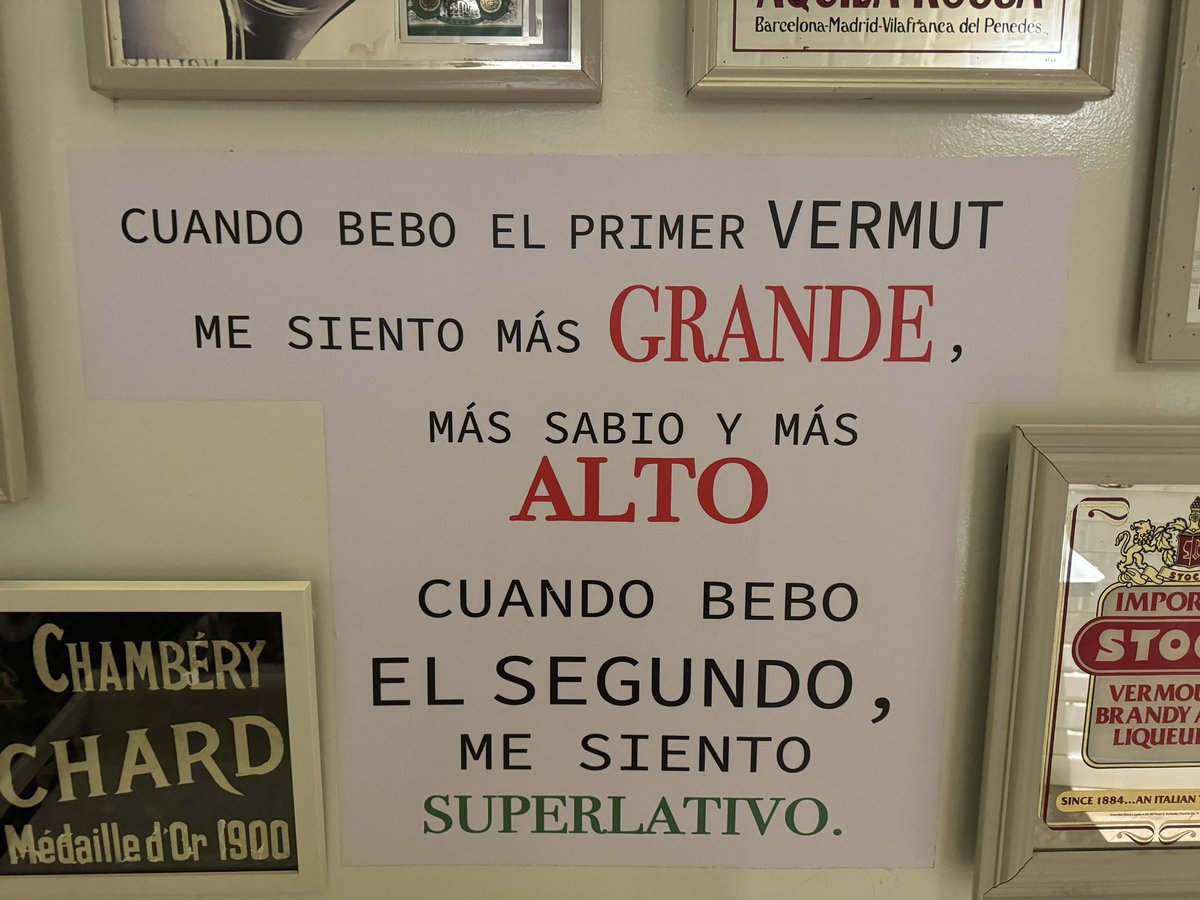 Barcelona-Madrid-Vilafranca del Penedés
CUANDO BEBO EL PRIMER VERMUT
ME SIENTO MÁS GRANDE,
MÁS SABIO Y MÁS
ALTO
CUANDO BEBO
EL SEGUNDO,
ME SIENTO
SUPERLATIVO.
CHAMBÉRY
CHARD
Médaille d'Or 1900
STOC
IMPOR
STOC
VERMOU
BRANDY A
LIQUEU
SINCE 1884...AN ITALIAN